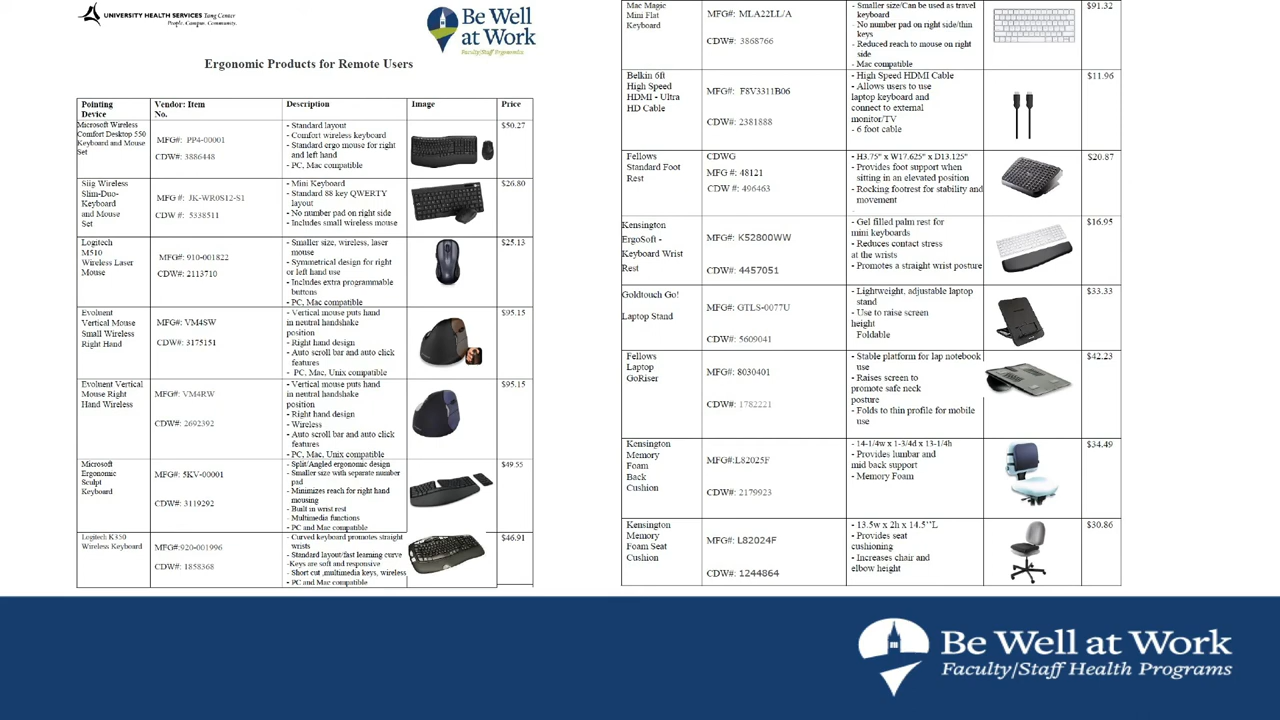 UNIVERSITY HEALTH SERVICES Tang Center
People. Campus. Community.
Be Well
at Work
Faculty/Staff Ergonomics
Ergonomic Products for Remote Users
Pointing Device
Vendor: Item No.
Description
Image
Price
Microsoft Wireless
Comfort Desktop 550
Keyboard and Mouse
Set
MFG#: PP4-00001
CDW#: 3886448
- Standard layout
- Comfort wireless keyboard
- Standard ergo mouse for right
and left hand
- PC, Mac compatible
$50.27
Siig Wireless
Slim-Duo-
Keyboard
and Mouse
Set
MFG #: JK-WR0S12-S1
CDW #: 5338511
- Mini Keyboard
- Standard 88 key QWERTY
layout
- No number pad on right side
- Includes small wireless mouse
$26.80
Logitech
M510
Wireless Laser
Mouse
MFG#: 910-001822
CDW#: 2113710
- Smaller size, wireless, laser
mouse
- Symmetrical design for right
or left hand use
- Includes extra programmable
buttons
- PC, Mac compatible
$25.13
Evoluent
Vertical Mouse
Small Wireless
Right Hand
MFG#: VM4SW
CDW#: 3175151
- Vertical mouse puts hand
in neutral handshake
position
- Right hand design
- Auto scroll bar and auto click
features
- PC, Mac, Unix compatible
$95.15
Evoluent Vertical
Mouse Right
Hand Wireless
MFG#: VM4RW
CDW#: 2692392
- Vertical mouse puts hand
in neutral handshake
position
- Right hand design
- Wireless
- Auto scroll bar and auto click
features
- PC, Mac, Unix compatible
$95.15
Microsoft
Ergonomic
Sculpt
Keyboard
MFG#: 5KV-00001
CDW#: 3119292
- Split/Angled ergonomic design
- Smaller size with separate number
pad
- Minimizes reach for right hand
mousing
- Built in wrist rest
- Multimedia functions
- PC and Mac compatible
$49.55
Logitech K350
Wireless Keyboard
MFG#:920-001996
CDW#: 1858368
- Curved keyboard promotes straight
wrists
- Standard layout/fast learning curve
-Keys are soft and responsive
- Short cut ,multimedia keys, wireless
- PC and Mac compatible
$46.91
Mac Magic
Mini Flat
Keyboard
MFG#: MLA22LL/A
CDW#: 3868766
- Smaller size/Can be used as travel
keyboard
- No number pad on right side/thin
keys
- Reduced reach to mouse on right
side
- Mac compatible
$91.32
Belkin 6ft
High Speed
HDMI - Ultra
HD Cable
MFG#: F8V3311B06
CDW#: 2381888
- High Speed HDMI Cable
- Allows users to use
laptop keyboard and
connect to external
monitor/TV
- 6 foot cable
$11.96
Fellows
Standard Foot
Rest
CDWG
MFG #: 48121
CDW #: 496463
- H3.75" x W17.625" x D13.125"
- Provides foot support when
sitting in an elevated position
- Rocking footrest for stability and
movement
$20.87
Kensington
ErgoSoft -
Keyboard Wrist
Rest
MFG#: K52800WW
CDW#: 4457051
- Gel filled palm rest for
mini keyboards
- Reduces contact stress
at the wrists
- Promotes a straight wrist posture
$16.95
Goldtouch Go!
Laptop Stand
MFG#: GTLS-0077U
CDW#: 5609041
- Lightweight, adjustable laptop
stand
- Use to raise screen
height
Foldable
$33.33
Fellows
Laptop
GoRiser
MFG#: 8030401
CDW#: 1782221
- Stable platform for lap notebook
use
- Raises screen to
promote safe neck
posture
- Folds to thin profile for mobile
use
$42.23
Kensington
Memory
Foam
Back
Cushion
MFG#:L82025F
CDW#: 2179923
- 14-1/4w x 1-3/4d x 13-1/4h
- Provides lumbar and
mid back support
- Memory Foam
$34.49
Kensington
Memory
Foam Seat
Cushion
MFG#: L82024F
CDW#: 1244864
- 13.5w x 2h x 14.5''L
- Provides seat
cushioning
- Increases chair and
elbow height
$30.86
Be Well at Work
Faculty/Staff Health Programs